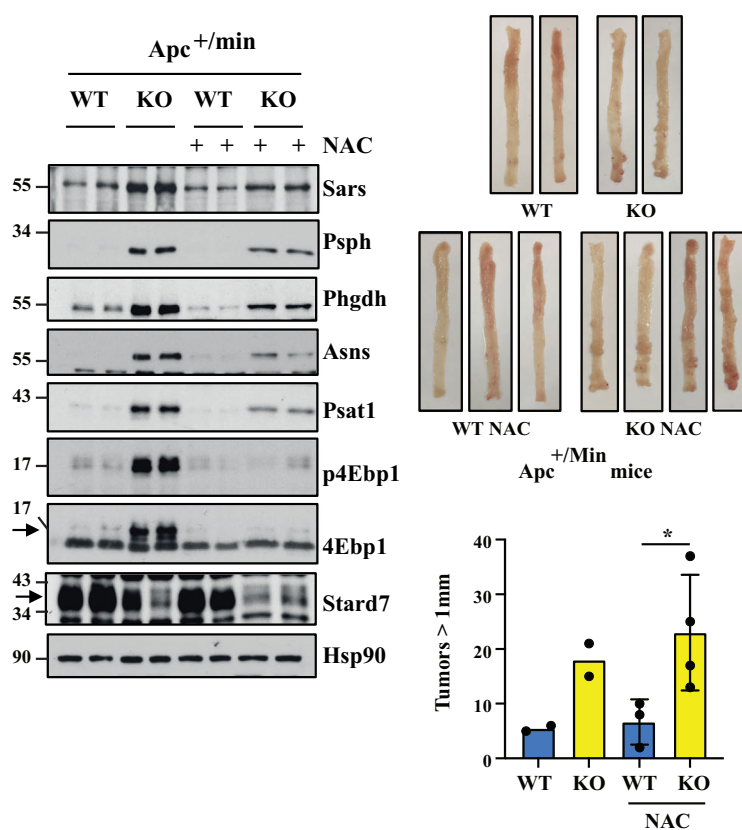 Apc +/min
WT KO WT KO
+ + + + NAC
55 Sars
34 Psph
55 Phgdh
55 Asns
43 Psat1
17 p4Ebp1
17 4Ebp1
43
34 Stard7
90 Hsp90
WT KO
WT NAC KO NAC
Apc +/Min mice
Tumors > 1mm
40
30
20
10
0
*
WT KO WT KO
NAC